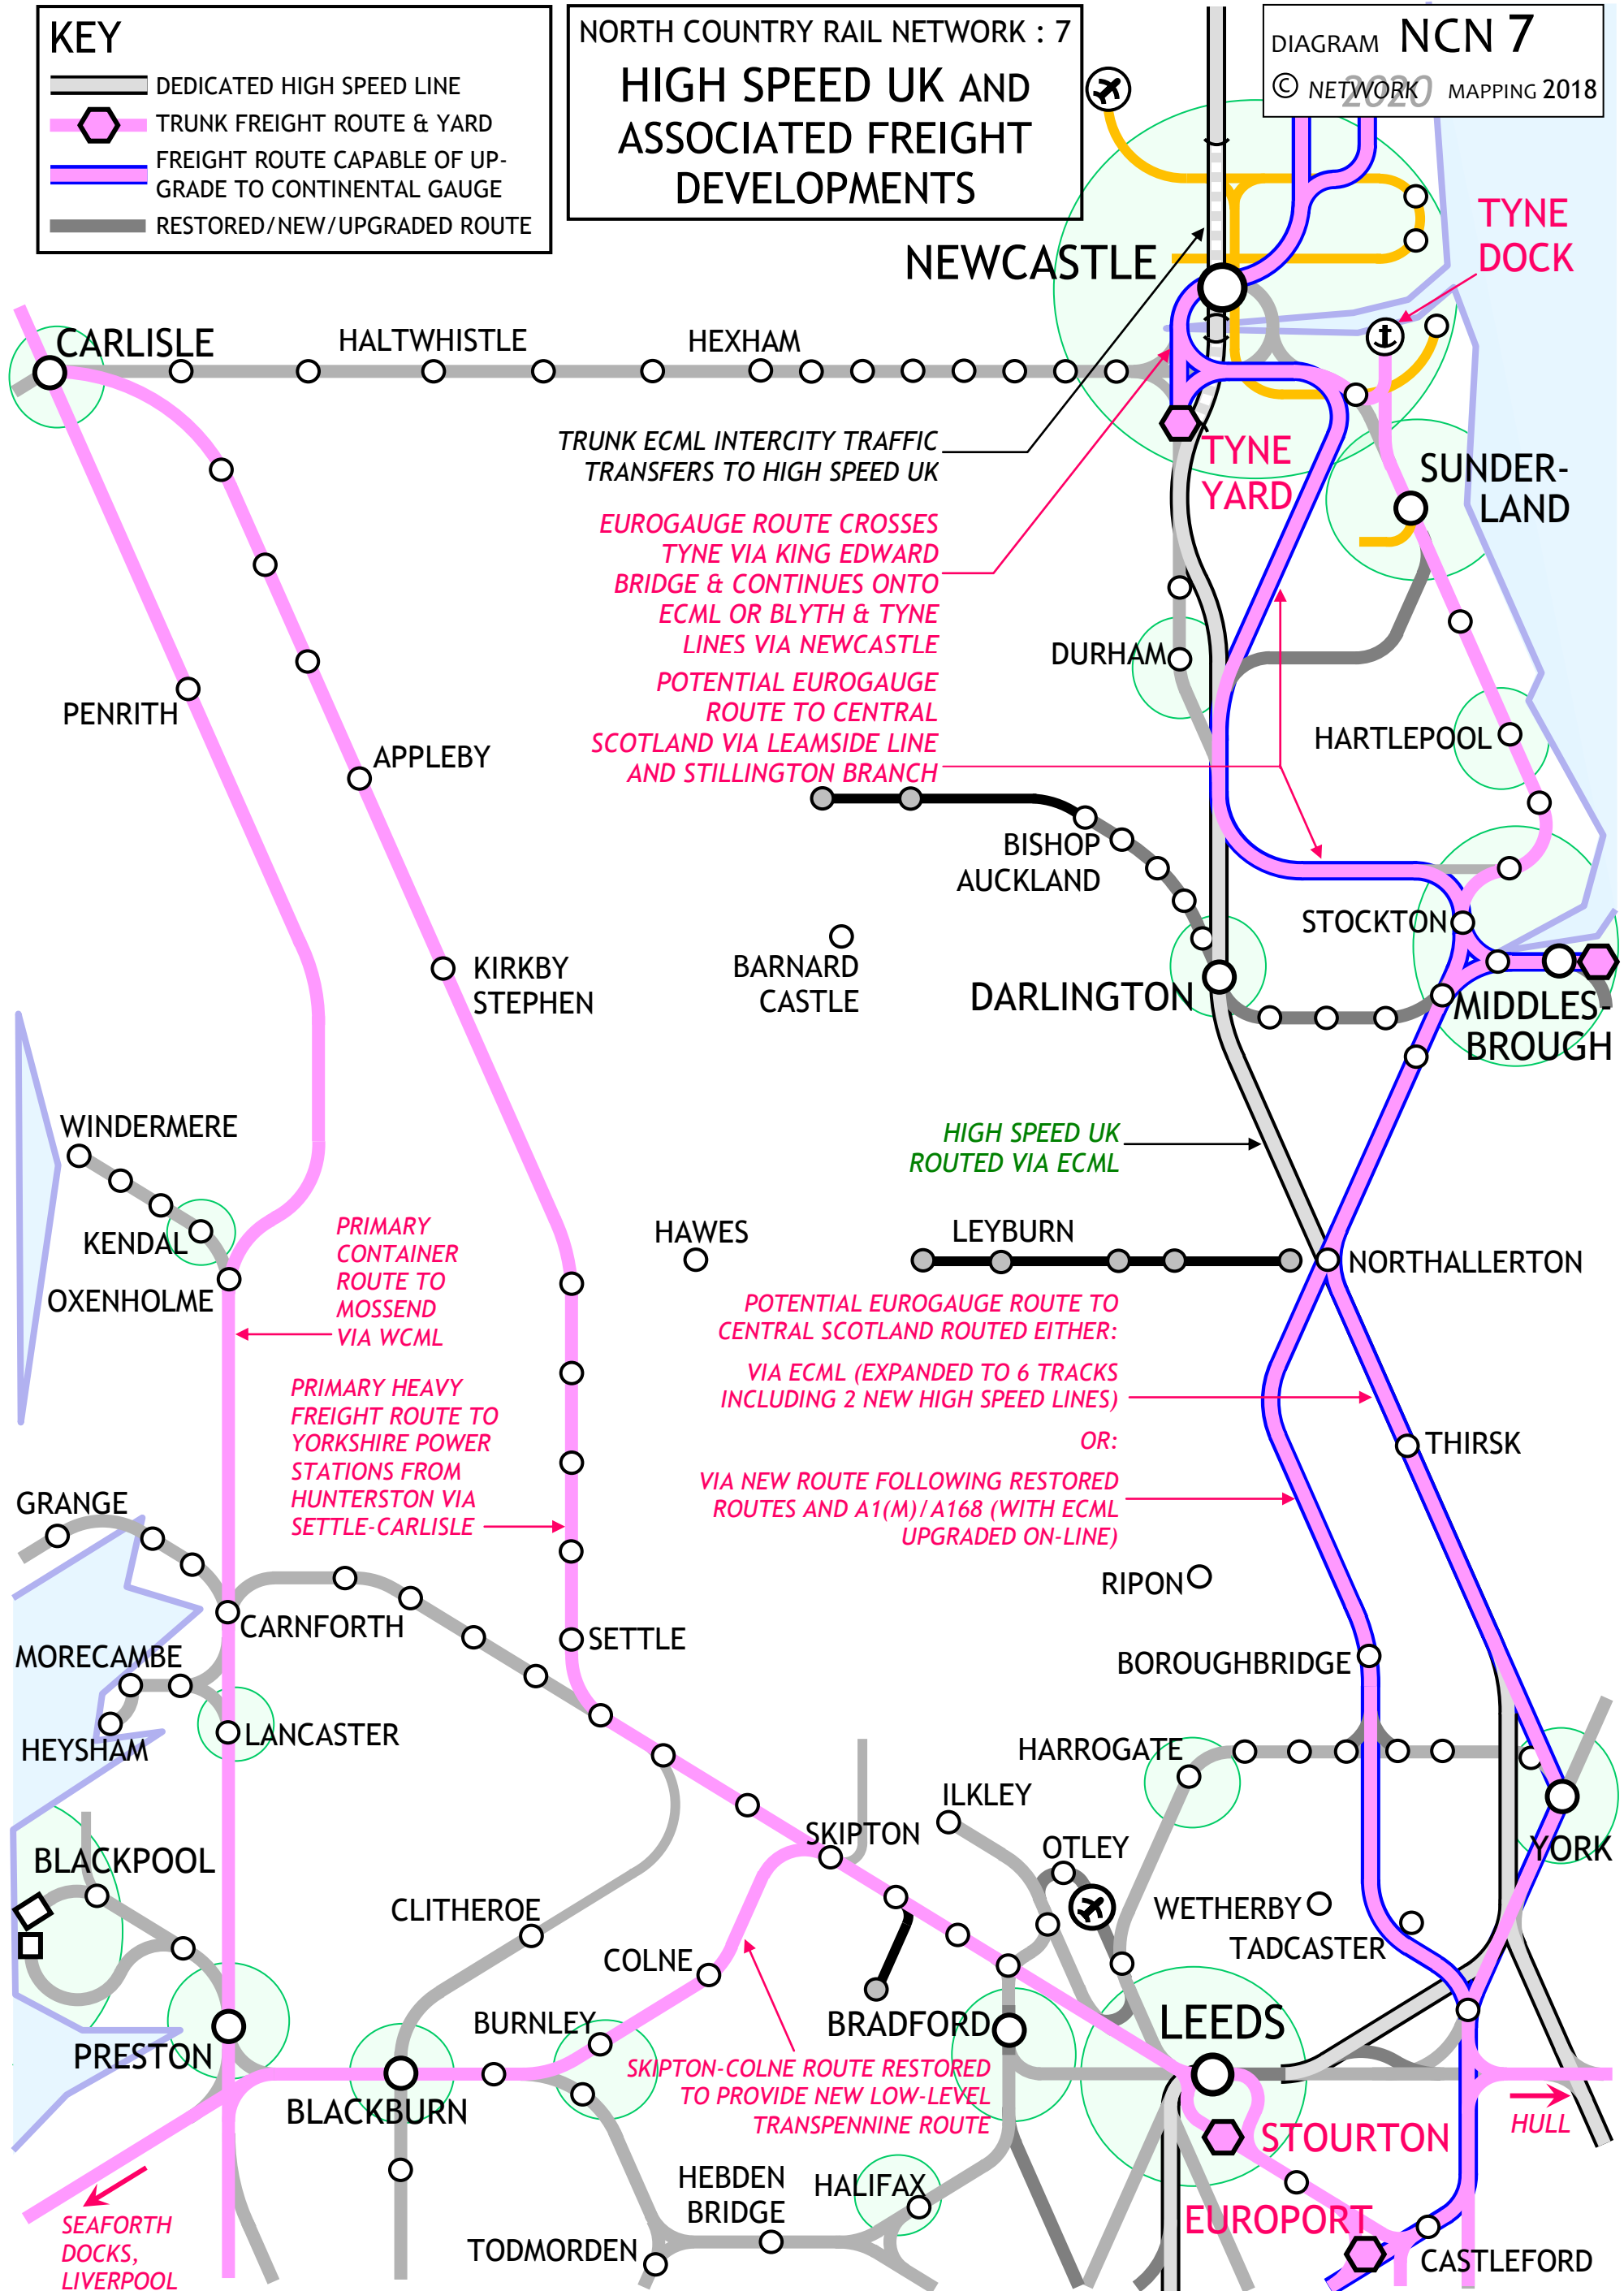 KEY
DEDICATED HIGH SPEED LINE
TRUNK FREIGHT ROUTE & YARD
FREIGHT ROUTE CAPABLE OF UP-
GRADE TO CONTINENTAL GAUGE
RESTORED/NEW/UPGRADED ROUTE
NORTH COUNTRY RAIL NETWORK : 7
HIGH SPEED UK AND
ASSOCIATED FREIGHT
DEVELOPMENTS
DIAGRAM NCN 7
© NETWORK 2020 MAPPING 2018
TYNE
DOCK
NEWCASTLE
CARLISLE
HALTWHISTLE
HEXHAM
TRUNK ECML INTERCITY TRAFFIC
TRANSFERS TO HIGH SPEED UK
TYNE
YARD
SUNDER-
LAND
EUROGAUGE ROUTE CROSSES
TYNE VIA KING EDWARD
BRIDGE & CONTINUES ONTO
ECML OR BLYTH & TYNE
LINES VIA NEWCASTLE
DURHAM
POTENTIAL EUROGAUGE
ROUTE TO CENTRAL
SCOTLAND VIA LEAMSIDE LINE
AND STILLINGTON BRANCH
PENRITH
APPLEBY
HARTLEPOOL
BISHOP
AUCKLAND
STOCKTON
KIRKBY
STEPHEN
BARNARD
CASTLE
DARLINGTON
MIDDLES-
BROUGH
WINDERMERE
HIGH SPEED UK
ROUTED VIA ECML
KENDAL
OXENHOLME
PRIMARY
CONTAINER
ROUTE TO
MOSSEND
VIA WCML
HAWES
LEYBURN
NORTHALLERTON
POTENTIAL EUROGAUGE ROUTE TO
CENTRAL SCOTLAND ROUTED EITHER:
VIA ECML (EXPANDED TO 6 TRACKS
INCLUDING 2 NEW HIGH SPEED LINES)
OR:
VIA NEW ROUTE FOLLOWING RESTORED
ROUTES AND A1(M)/A168 (WITH ECML
UPGRADED ON-LINE)
PRIMARY HEAVY
FREIGHT ROUTE TO
YORKSHIRE POWER
STATIONS FROM
HUNTERSTON VIA
SETTLE-CARLISLE
THIRSK
GRANGE
RIPON
CARNFORTH
SETTLE
MORECAMBE
BOROUGHBRIDGE
HEYSHAM
LANCASTER
HARROGATE
ILKLEY
SKIPTON
OTLEY
YORK
BLACKPOOL
CLITHEROE
WETHERBY
TADCASTER
COLNE
BURNLEY
BRADFORD
LEEDS
PRESTON
SKIPTON-COLNE ROUTE RESTORED
TO PROVIDE NEW LOW-LEVEL
TRANSPENNINE ROUTE
BLACKBURN
HULL
STOURTON
HEBDEN
BRIDGE
HALIFAX
EUROPORT
SEAFORTH
DOCKS,
LIVERPOOL
TODMORDEN
CASTLEFORD